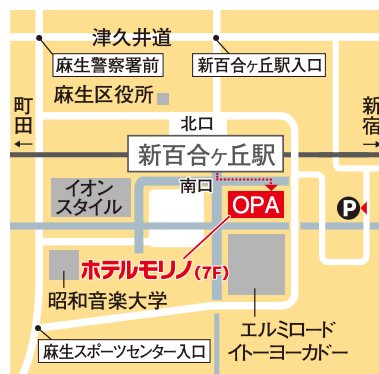 津久井道
麻生警察署前
新百合ヶ丘駅入口
麻生区役所
町田
新宿
北口
新百合ヶ丘駅
南口
イオン
スタイル
OPA
P
ホテルモリノ(7F)
昭和音楽大学
エルミロード
イトーヨーカドー
麻生スポーツセンター入口